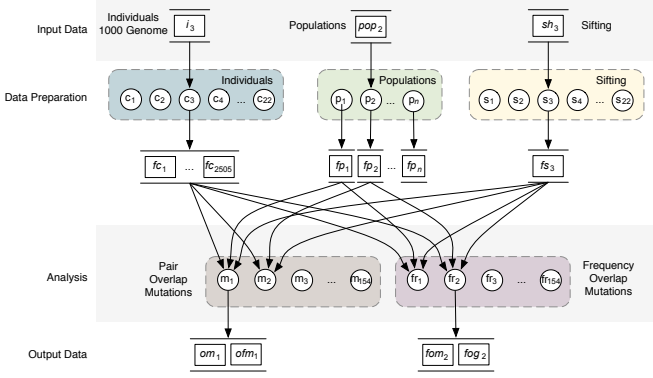 Input Data
Individuals
1000 Genome
i3
Populations
pop2
sh3
Sifting
Data Preparation
Individuals
c1 c2 c3 c4 ... c22
Populations
p1 p2 ... pn
Sifting
s1 s2 s3 s4 ... s22
fc1 ... fc2505
fp1 fp2 ... fpn
fs3
Analysis
Pair
Overlap
Mutations
m1 m2 m3 ... m154
fr1 fr2 fr3 ... fr154
Frequency
Overlap
Mutations
Output Data
om1 ofm1
fom2 fog2